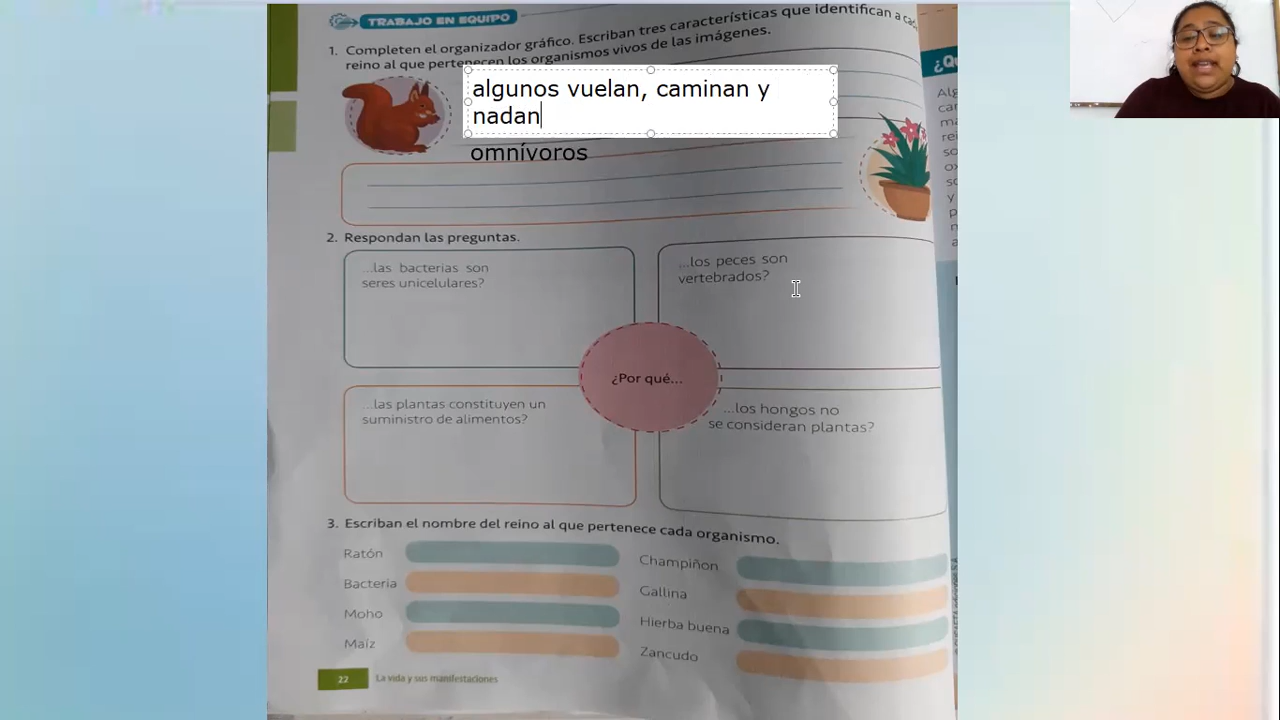 TRABAJO EN EQUIPO
1. Completen el organizador gráfico. Escriban tres características que identifican a
reino al que pertenecen los organismos vivos de las imágenes.
algunos vuelan, caminan y
nadan
omnívoros
2. Respondan las preguntas.
...las bacterias son
seres unicelulares?
...los peces son
vertebrados?
¿Por qué...
...las plantas constituyen un
suministro de alimentos?
...los hongos no
se consideran plantas?
3. Escriban el nombre del reino al que pertenece cada organismo.
Ratón
Bacteria
Moho
Maíz
Champiñon
Gallina
Hierba buena
Zancudo
22
La vida y sus manifestaciones